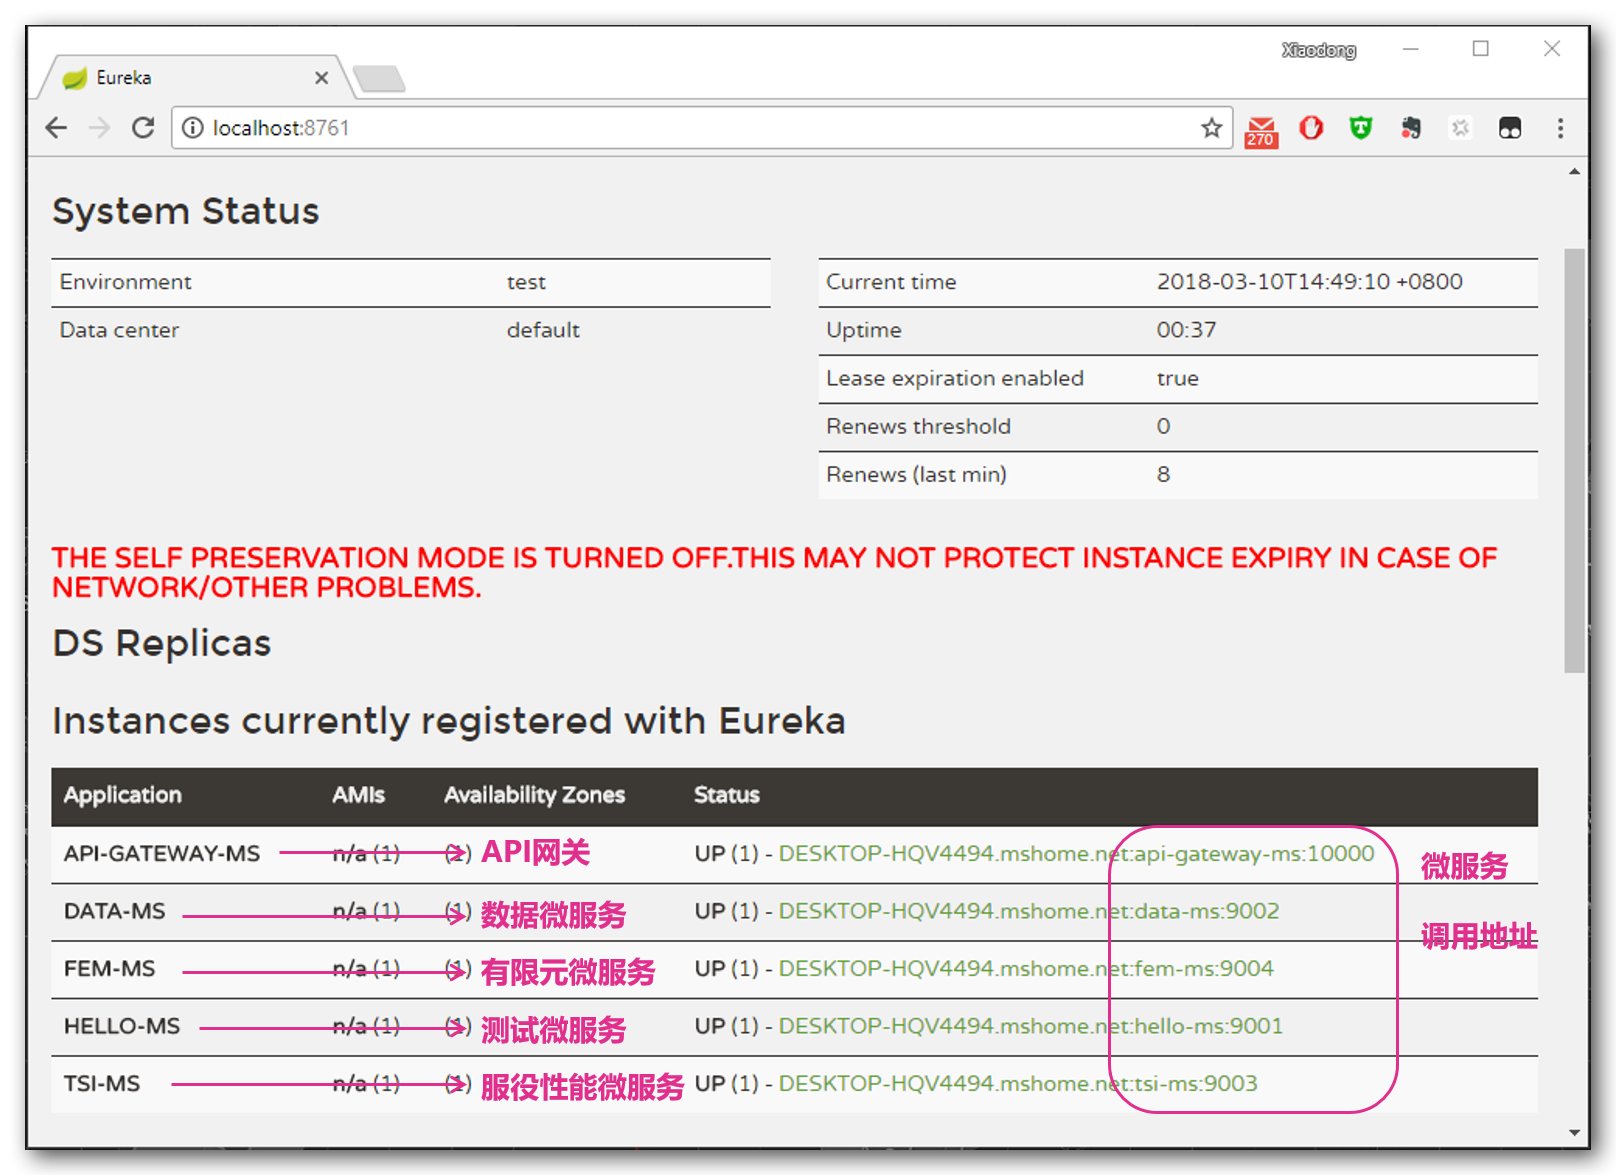 Xiaodong
Eureka
localhost:8761
270
System Status
Environment test
Data center default
Current time 2018-03-10T14:49:10 +0800
Uptime 00:37
Lease expiration enabled true
Renews threshold 0
Renews (last min) 8
THE SELF PRESERVATION MODE IS TURNED OFF.THIS MAY NOT PROTECT INSTANCE EXPIRY IN CASE OF
NETWORK/OTHER PROBLEMS.
DS Replicas
Instances currently registered with Eureka
Application AMIs Availability Zones Status
API-GATEWAY-MS n/a (1) (1) API网关 UP (1) - DESKTOP-HQV4494.mshome.net:api-gateway-ms:10000
微服务
DATA-MS n/a (1) (1) 数据微服务 UP (1) - DESKTOP-HQV4494.mshome.net:data-ms:9002
调用地址
FEM-MS n/a (1) (1) 有限元微服务 UP (1) - DESKTOP-HQV4494.mshome.net:fem-ms:9004
HELLO-MS n/a (1) (1) 测试微服务 UP (1) - DESKTOP-HQV4494.mshome.net:hello-ms:9001
TSI-MS n/a (1) (1) 服役性能微服务 UP (1) - DESKTOP-HQV4494.mshome.net:tsi-ms:9003